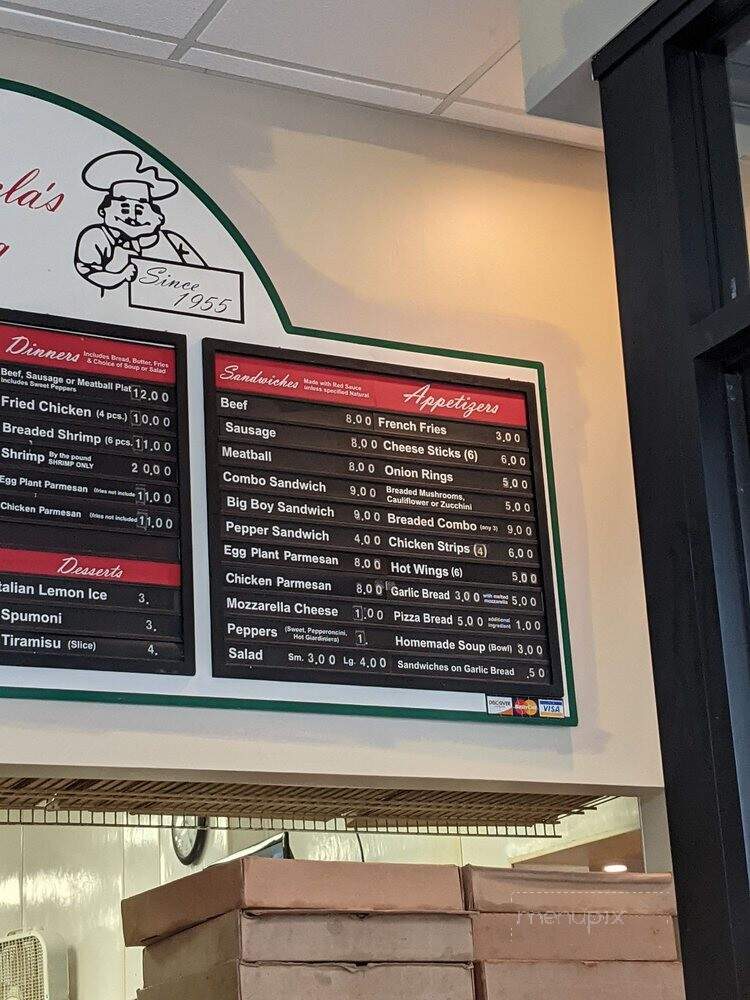 la's
Since
1955
Dinners Includes Bread, Butter, Fries
& Choice of Soup or Salad
Beef, Sausage or Meatball Plat 12.00
Includes Sweet Peppers
Fried Chicken (4 pcs.) 10.00
Breaded Shrimp (6 pcs. 11.00
Shrimp By the pound 20.00
SHRIMP ONLY
Egg Plant Parmesan (fries not include 11.00
Chicken Parmesan (fries not included 11.00
Desserts
talian Lemon Ice 3.
Spumoni 3.
Tiramisu (Slice) 4.
Sandwiches Made with Red Sauce
unless specified Natural
Beef 8.00
Sausage 8.00
Meatball 8.00
Combo Sandwich 9.00
Big Boy Sandwich 9.00
Pepper Sandwich 4.00
Egg Plant Parmesan 8.00
Chicken Parmesan 8.00
Mozzarella Cheese 1.00
Peppers (Sweet, Pepperoncini, 1
Hot Giardiniera)
Salad Sm. 3.00 Lg. 4.00
Appetizers
French Fries 3.00
Cheese Sticks (6) 6.00
Onion Rings 5.00
Breaded Mushrooms,
Cauliflower or Zucchini 5.00
Breaded Combo (any 3) 9.00
Chicken Strips (4) 6.00
Hot Wings (6) 5.00
Garlic Bread 3.00 with melted mozzarella 5.00
Pizza Bread 5.00 additional ingredient 1.00
Homemade Soup (Bowl) 3.00
Sandwiches on Garlic Bread .50
DISCOVER MasterCard VISA
menupix